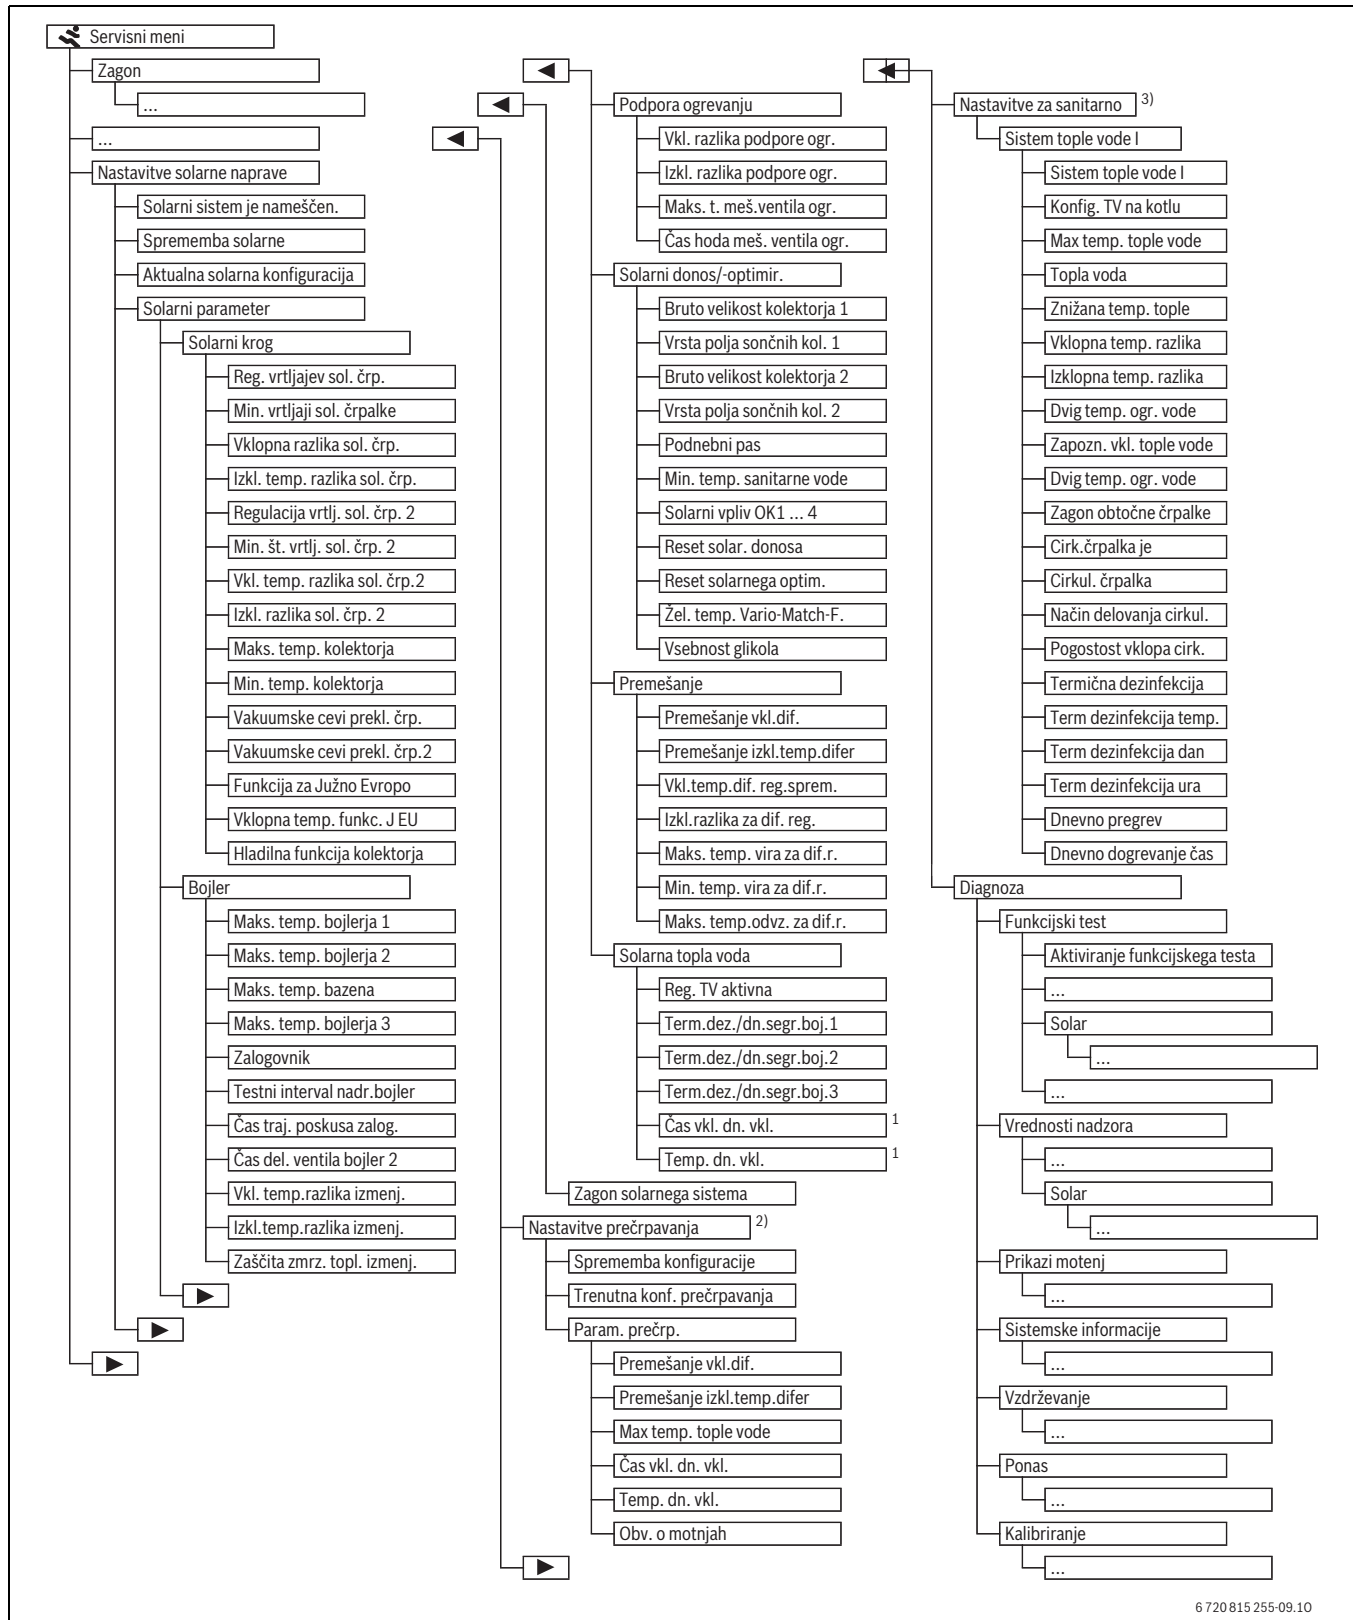 Servisni meni
Zagon
...
...
Nastavitve solarne naprave
Solarni sistem je nameščen.
Sprememba solarne
Aktualna solarna konfiguracija
Solarni parameter
Solarni krog
Reg. vrtljajev sol. črp.
Min. vrtljaji sol. črpalke
Vklopna razlika sol. črp.
Izkl. temp. razlika sol. črp.
Regulacija vrtlj. sol. črp. 2
Min. št. vrtlj. sol. črp. 2
Vkl. temp. razlika sol. črp.2
Izkl. razlika sol. črp. 2
Maks. temp. kolektorja
Min. temp. kolektorja
Vakuumske cevi prekl. črp.
Vakuumske cevi prekl. črp.2
Funkcija za Južno Evropo
Vklopna temp. funkc. J EU
Hladilna funkcija kolektorja
Bojler
Maks. temp. bojlerja 1
Maks. temp. bojlerja 2
Maks. temp. bazena
Maks. temp. bojlerja 3
Zalogovnik
Testni interval nadr.bojler
Čas traj. poskusa zalog.
Čas del. ventila bojler 2
Vkl. temp.razlika izmenj.
Izkl.temp.razlika izmenj.
Zaščita zmrz. topl. izmenj.
Podpora ogrevanju
Vkl. razlika podpore ogr.
Izkl. razlika podpore ogr.
Maks. t. meš.ventila ogr.
Čas hoda meš. ventila ogr.
Solarni donos/-optimir.
Bruto velikost kolektorja 1
Vrsta polja sončnih kol. 1
Bruto velikost kolektorja 2
Vrsta polja sončnih kol. 2
Podnebni pas
Min. temp. sanitarne vode
Solarni vpliv OK1 ... 4
Reset solar. donosa
Reset solarnega optim.
Žel. temp. Vario-Match-F.
Vsebnost glikola
Premešanje
Premešanje vkl.dif.
Premešanje izkl.temp.difer
Vkl.temp.dif. reg.sprem.
Izkl.razlika za dif. reg.
Maks. temp. vira za dif.r.
Min. temp. vira za dif.r.
Maks. temp.odvz. za dif.r.
Solarna topla voda
Reg. TV aktivna
Term.dez./dn.segr.boj.1
Term.dez./dn.segr.boj.2
Term.dez./dn.segr.boj.3
Čas vkl. dn. vkl. 1
Temp. dn. vkl. 1
Zagon solarnega sistema
Nastavitve prečrpavanja 2)
Sprememba konfiguracije
Trenutna konf. prečrpavanja
Param. prečrp.
Premešanje vkl.dif.
Premešanje izkl.temp.difer
Max temp. tople vode
Čas vkl. dn. vkl.
Temp. dn. vkl.
Obv. o motnjah
Nastavitve za sanitarno 3)
Sistem tople vode I
Sistem tople vode I
Konfig. TV na kotlu
Max temp. tople vode
Topla voda
Znižana temp. tople
Vklopna temp. razlika
Izklopna temp. razlika
Dvig temp. ogr. vode
Zapozn. vkl. tople vode
Dvig temp. ogr. vode
Zagon obtočne črpalke
Cirk.črpalka je
Cirkul. črpalka
Način delovanja cirkul.
Pogostost vklopa cirk.
Termična dezinfekcija
Term dezinfekcija temp.
Term dezinfekcija dan
Term dezinfekcija ura
Dnevno pregrev
Dnevno dogrevanje čas
Diagnoza
Funkcijski test
Aktiviranje funkcijskega testa
...
Solar
...
...
Vrednosti nadzora
...
Solar
...
Prikazi motenj
...
Sistemske informacije
...
Vzdrževanje
...
Ponas
...
Kalibriranje
...
6 720 815 255-09.1O